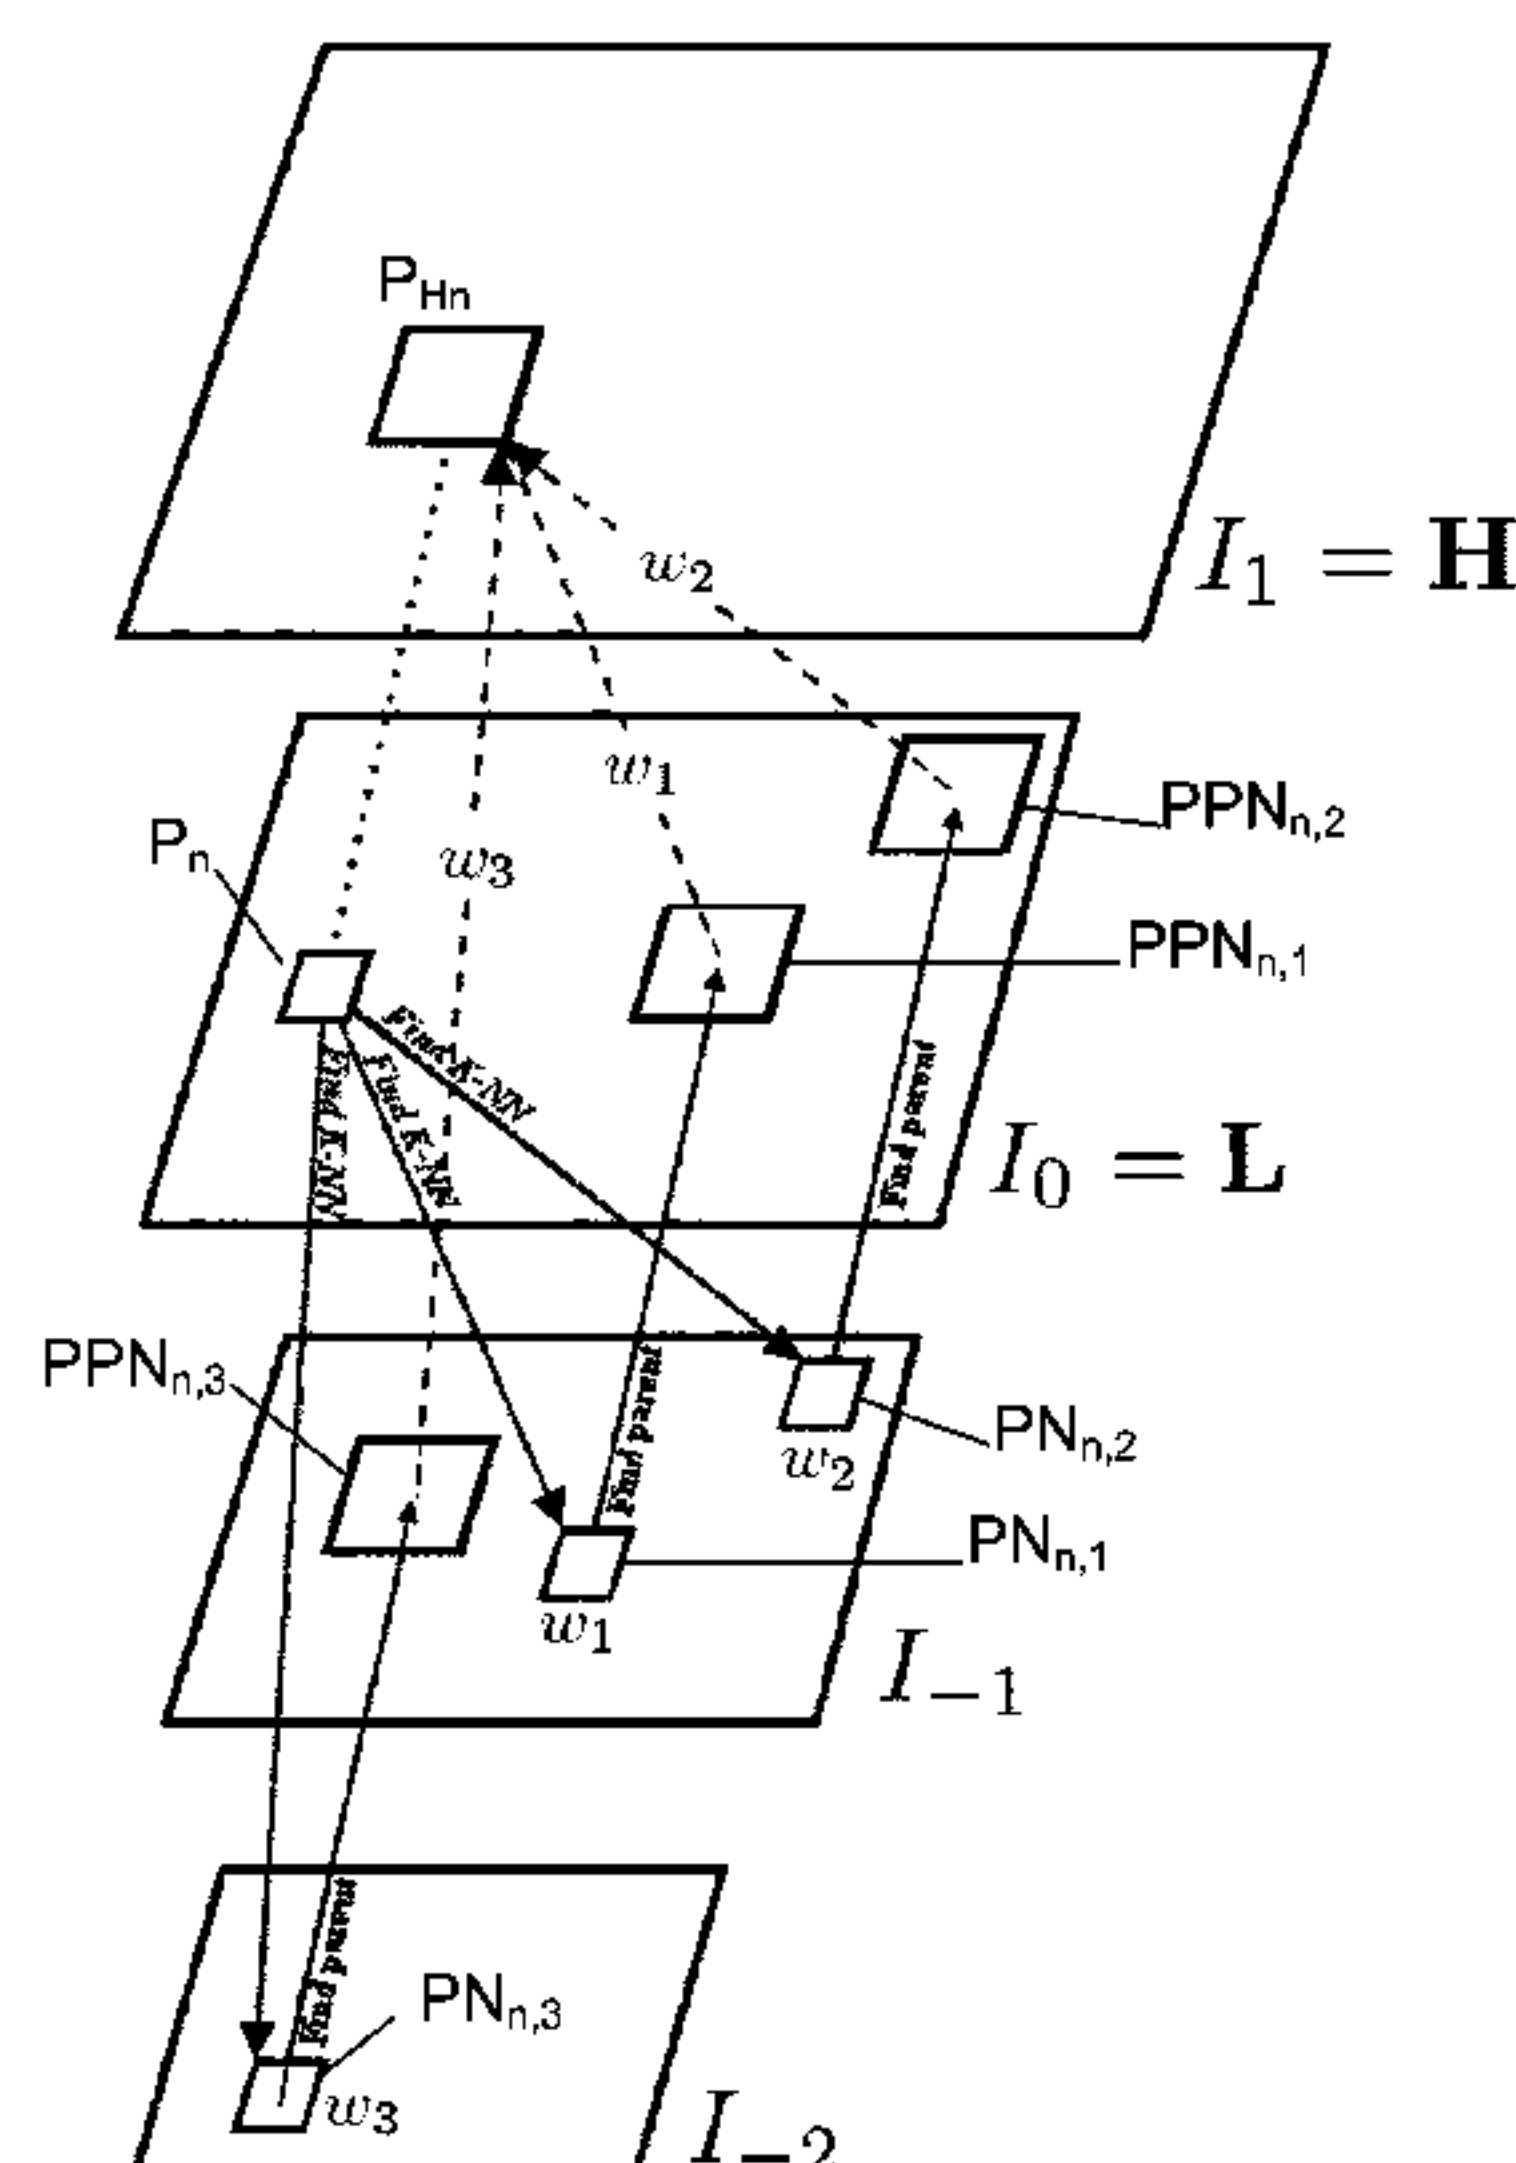 P_Hn
w_2
I_1 = H
w_1
PPN_n,2
P_n
w_3
PPN_n,1
Find K-NN
Find K-NN
Find K-NN
Find parent
I_0 = L
PPN_n,3
Find parent
PN_n,2
w_2
PN_n,1
w_1
I_−1
Find parent
PN_n,3
w_3
I_−2